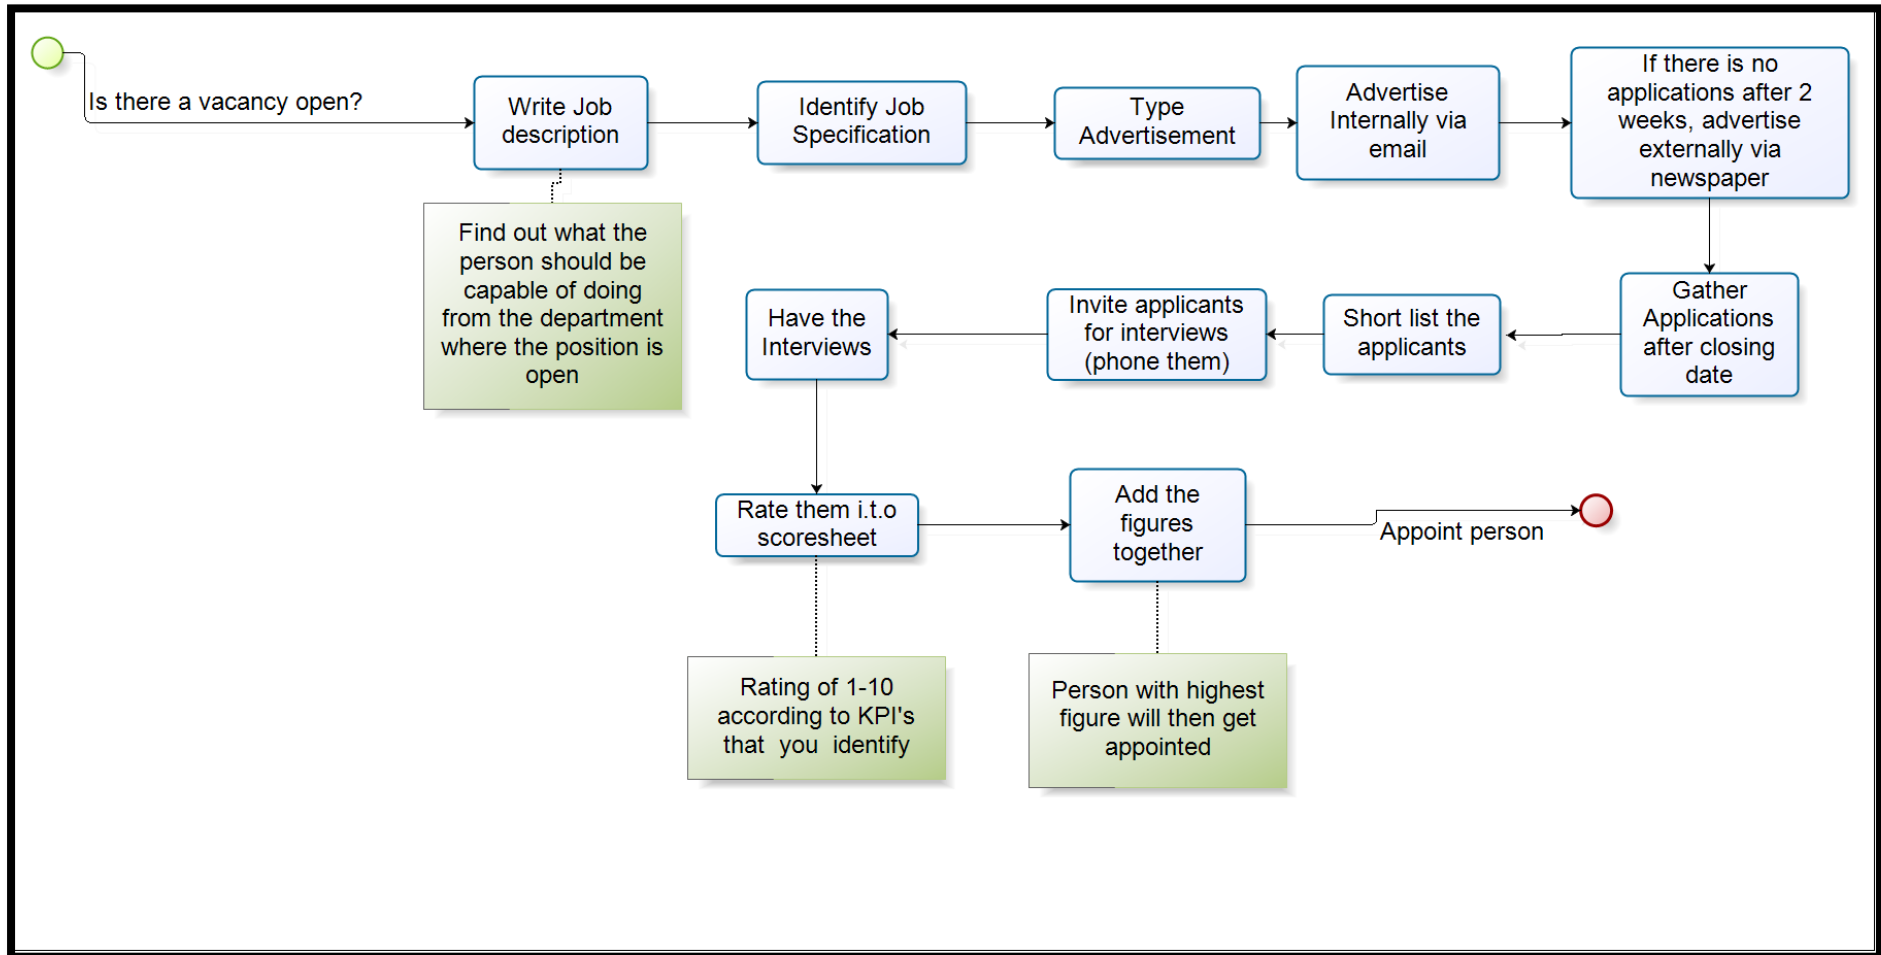 Is there a vacancy open?
Write Job
description
Identify Job
Specification
Type
Advertisement
Advertise
Internally via
email
If there is no
applications after 2
weeks, advertise
externally via
newspaper
Find out what the
person should be
capable of doing
from the department
where the position is
open
Gather
Applications
after closing
date
Short list the
applicants
Invite applicants
for interviews
(phone them)
Have the
Interviews
Rate them i.t.o
scoresheet
Add the
figures
together
Appoint person
Rating of 1-10
according to KPI's
that you identify
Person with highest
figure will then get
appointed